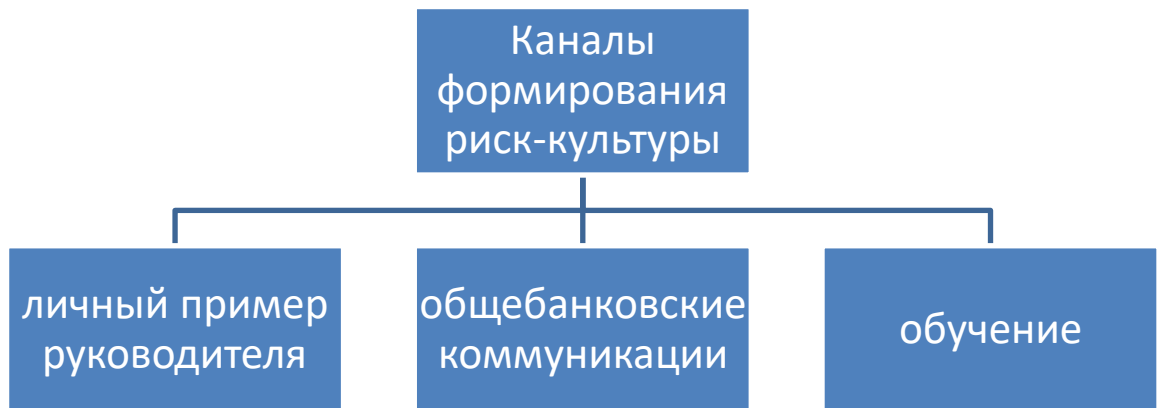 Каналы
формирования
риск-культуры
личный пример
руководителя
общебанковские
коммуникации
обучение